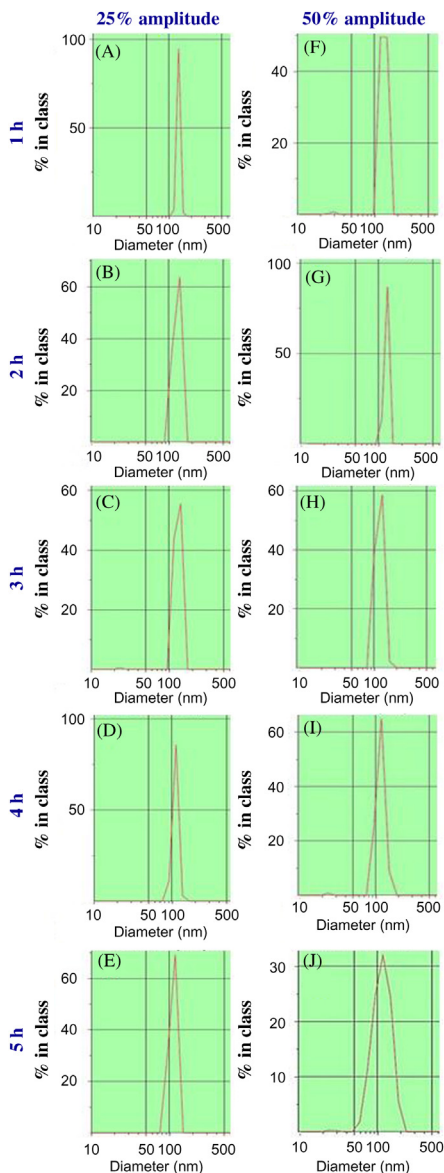 25% amplitude 50% amplitude
1 h
(A)
% in class
100
50
10 50 100 500
Diameter (nm)
(F)
% in class
40
20
10 50 100 500
Diameter (nm)
2 h
(B)
% in class
60
40
20
10 50 100 500
Diameter (nm)
(G)
% in class
100
50
10 50 100 500
Diameter (nm)
3 h
(C)
% in class
60
40
20
10 50 100 500
Diameter (nm)
(H)
% in class
60
40
20
10 50 100 500
Diameter (nm)
4 h
(D)
% in class
100
50
10 50 100 500
Diameter (nm)
(I)
% in class
60
40
20
10 50 100 500
Diameter (nm)
5 h
(E)
% in class
60
40
20
10 50 100 500
Diameter (nm)
(J)
% in class
30
20
10
10 50 100 500
Diameter (nm)